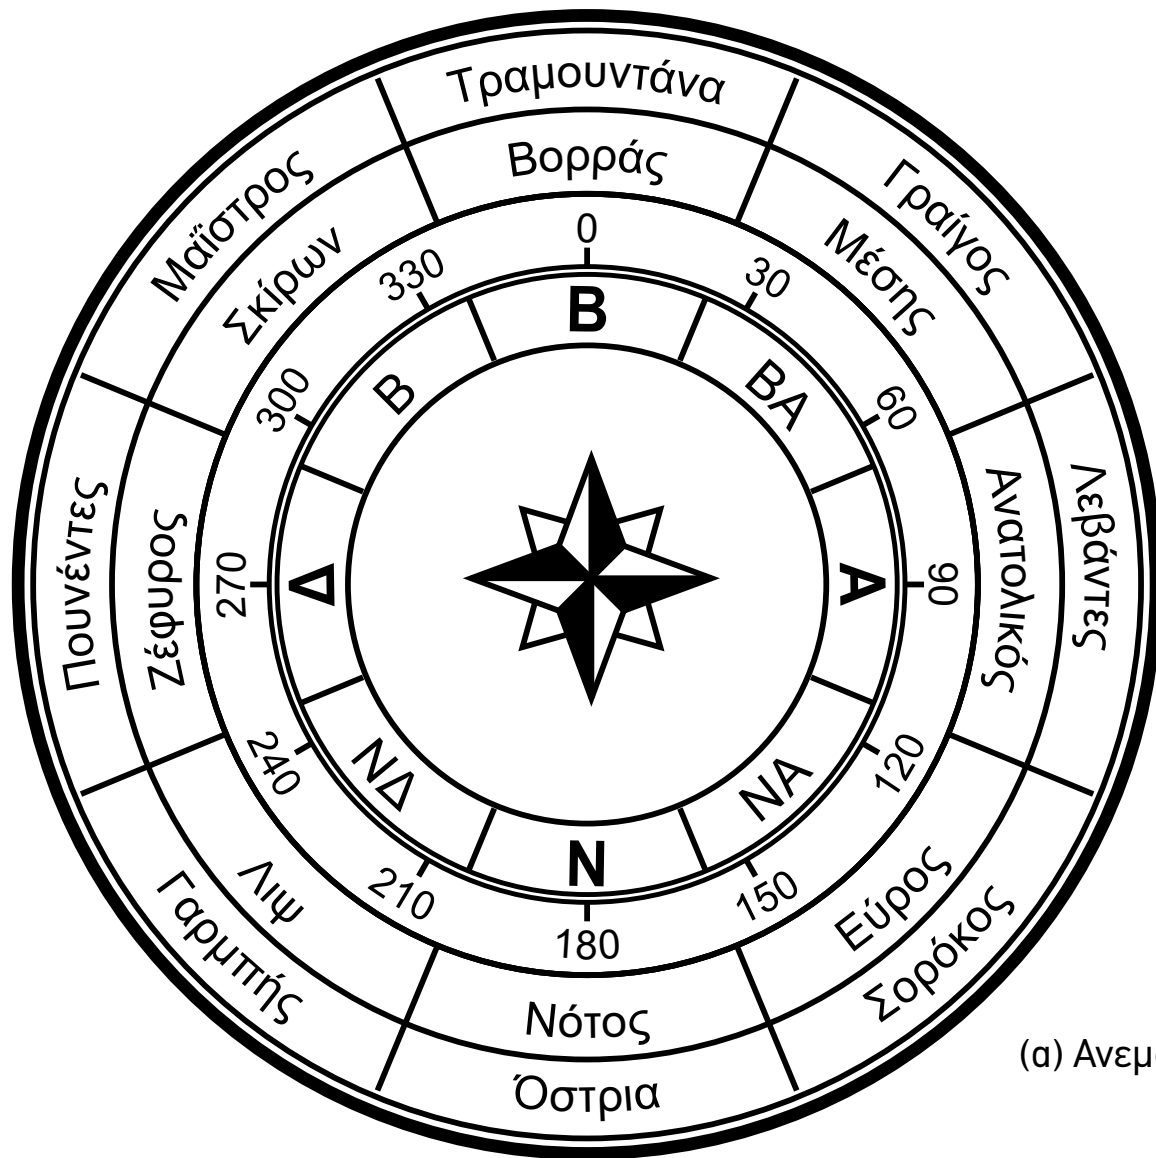 Τραμουντάνα
Βορράς
Γραίγος
Μέσης
Λεβάντες
Ανατολικός
Σορόκος
Εύρος
Όστρια
Νότος
Γαρμπής
Λιψ
Πουνέντες
Ζέφυρος
Μαΐστρος
Σκίρων
0
30
60
90
120
150
180
210
240
270
300
330
Β
ΒΑ
Α
ΝΑ
Ν
ΝΔ
Δ
Β
(α) Ανεμ